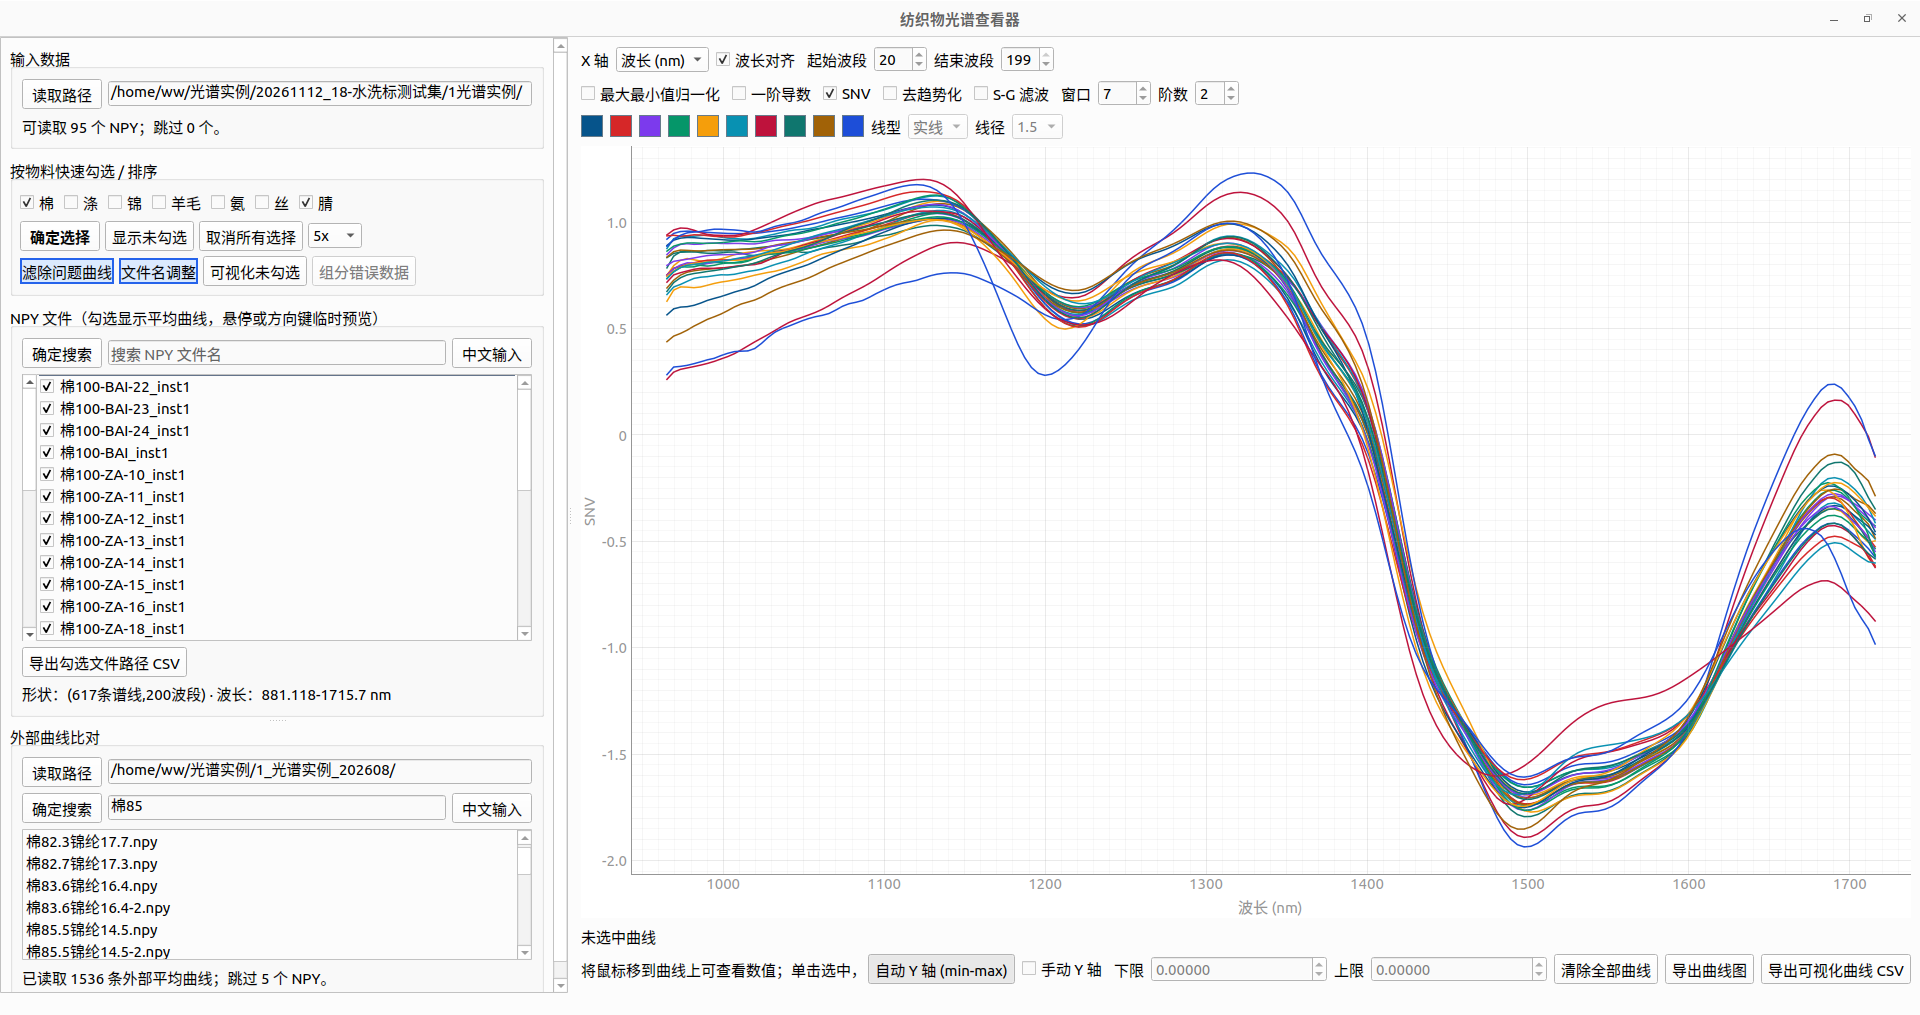 纺织物光谱查看器
输入数据
读取路径 /home/ww/光谱实例/20261112_18-水洗标测试集/1光谱实例/
可读取 95 个 NPY；跳过 0 个。
按物料快速勾选 / 排序
棉 涤 锦 羊毛 氨 丝 腈
确定选择 显示未勾选 取消所有选择 5x
滤除问题曲线 文件名调整 可视化未勾选 组分错误数据
NPY 文件（勾选显示平均曲线，悬停或方向键临时预览）
确定搜索 搜索 NPY 文件名 中文输入
棉100-BAI-22_inst1
棉100-BAI-23_inst1
棉100-BAI-24_inst1
棉100-BAI_inst1
棉100-ZA-10_inst1
棉100-ZA-11_inst1
棉100-ZA-12_inst1
棉100-ZA-13_inst1
棉100-ZA-14_inst1
棉100-ZA-15_inst1
棉100-ZA-16_inst1
棉100-ZA-18_inst1
导出勾选文件路径 CSV
形状：(617条谱线,200波段) · 波长：881.118-1715.7 nm
外部曲线比对
读取路径 /home/ww/光谱实例/1_光谱实例_202608/
确定搜索 棉85 中文输入
棉82.3锦纶17.7.npy
棉82.7锦纶17.3.npy
棉83.6锦纶16.4.npy
棉83.6锦纶16.4-2.npy
棉85.5锦纶14.5.npy
棉85.5锦纶14.5-2.npy
已读取 1536 条外部平均曲线；跳过 5 个 NPY。
X 轴 波长 (nm) 波长对齐 起始波段 20 结束波段 199
最大最小值归一化 一阶导数 SNV 去趋势化 S-G 滤波 窗口 7 阶数 2
线型 实线 线径 1.5
1.0
0.5
0
-0.5
-1.0
-1.5
-2.0
SNV
1000 1100 1200 1300 1400 1500 1600 1700
波长 (nm)
未选中曲线
将鼠标移到曲线上可查看数值；单击选中， 自动 Y 轴 (min-max) 手动 Y 轴 下限 0.00000 上限 0.00000 清除全部曲线 导出曲线图 导出可视化曲线 CSV